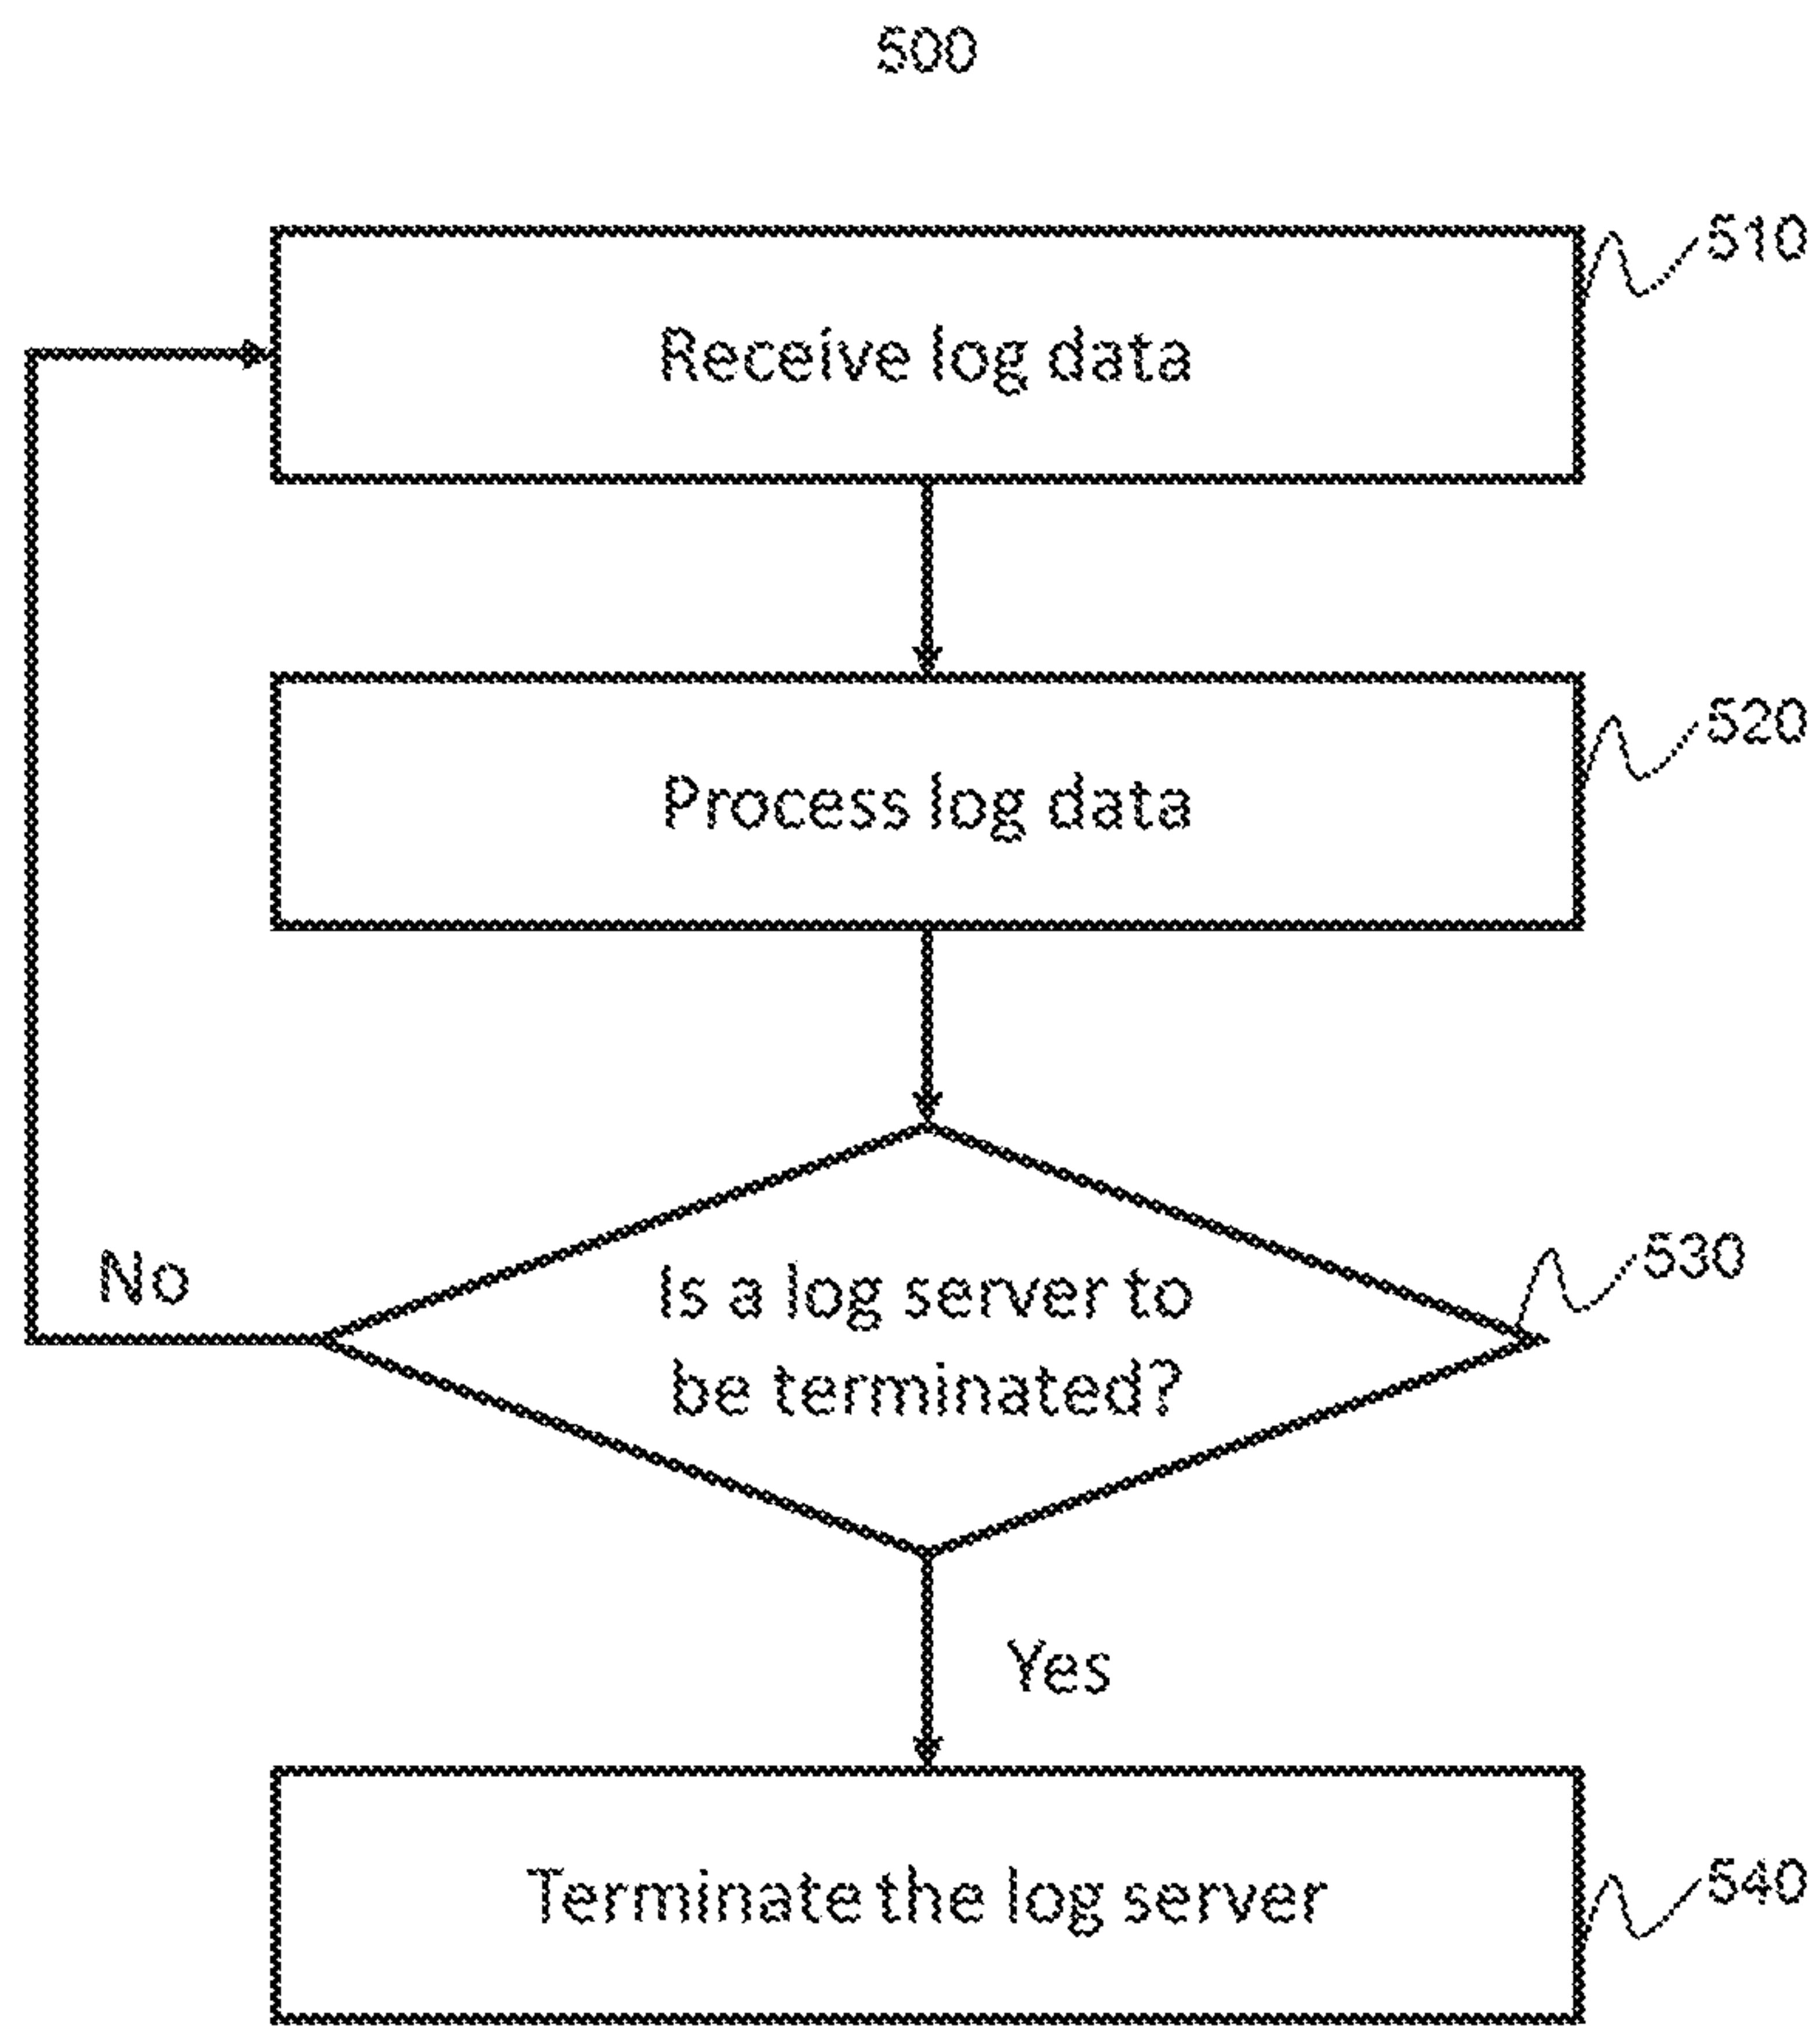 500
510
Receive log data
520
Process log data
530
No
Is a log server to
be terminated?
Yes
540
Terminate the log server